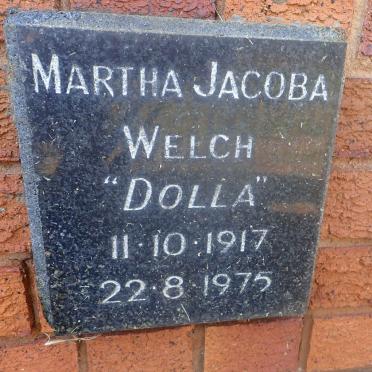 MARTHA JACOBA
WELCH
"DOLLA"
11·10·1917
22·8·1975